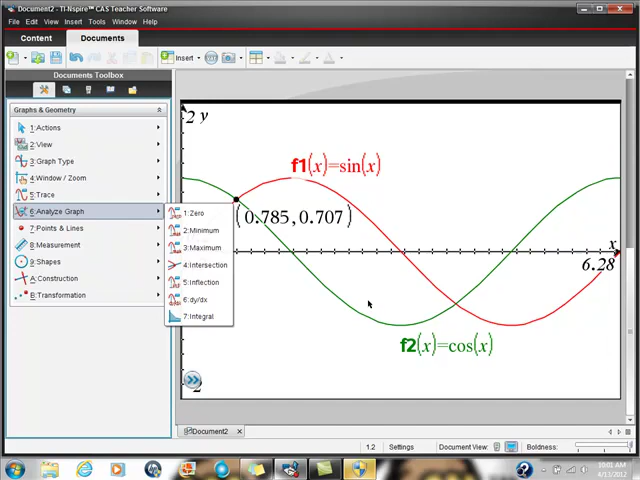 Document2 - TI-Nspire™ CAS Teacher Software
File Edit View Insert Tools Window Help
Content Documents
Insert
Documents Toolbox
Graphs & Geometry
1:Actions
2:View
3:Graph Type
4:Window / Zoom
5:Trace
6:Analyze Graph
7:Points & Lines
8:Measurement
9:Shapes
A:Construction
B:Transformation
1:Zero
2:Minimum
3:Maximum
4:Intersection
5:Inflection
6:dy/dx
7:Integral
2 y
f1(x)=sin(x)
(0.785,0.707)
x
6.28
f2(x)=cos(x)
-2
Document2
1.2 Settings Document View: Boldness:
10:01 AM
4/13/2012